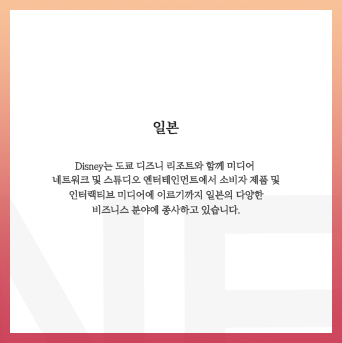 일본
Disney는 도쿄 디즈니 리조트와 함께 미디어
네트워크 및 스튜디오 엔터테인먼트에서 소비자 제품 및
인터랙티브 미디어에 이르기까지 일본의 다양한
비즈니스 분야에 종사하고 있습니다.